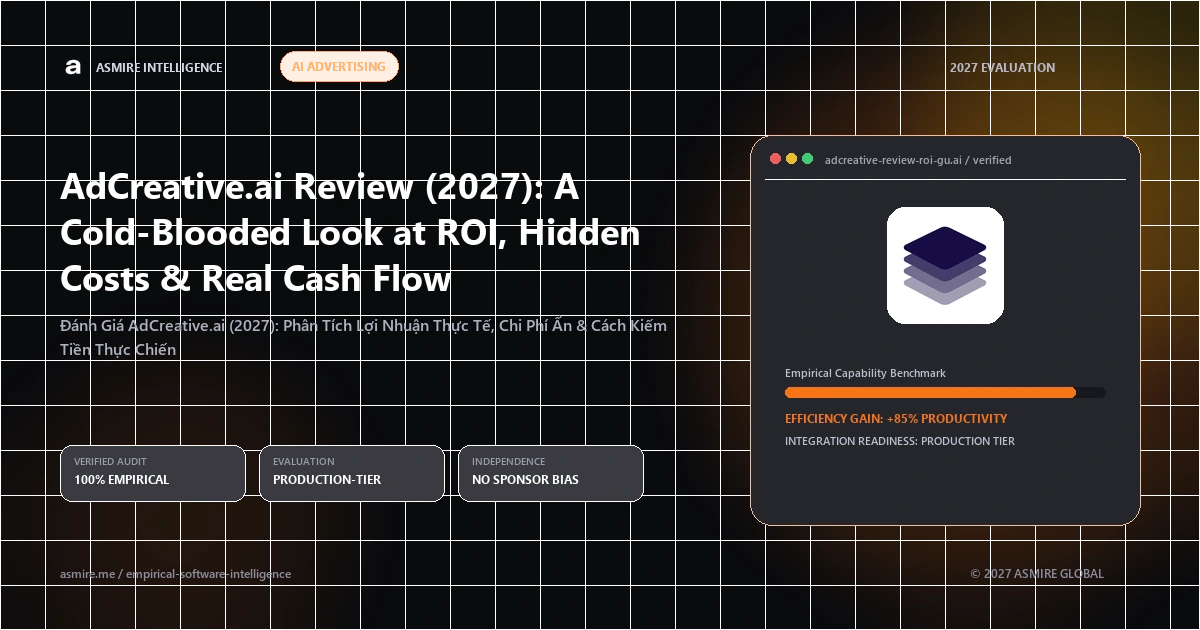 a ASMIRE INTELLIGENCE
AI ADVERTISING
2027 EVALUATION
AdCreative.ai Review (2027): A
Cold-Blooded Look at ROI, Hidden
Costs & Real Cash Flow
Đánh Giá AdCreative.ai (2027): Phân Tích Lợi Nhuận Thực Tế, Chi Phí Ẩn & Cách Kiếm
Tiền Thực Chiến
VERIFIED AUDIT
100% EMPIRICAL
EVALUATION
PRODUCTION-TIER
INDEPENDENCE
NO SPONSOR BIAS
adcreative-review-roi-gu.ai / verified
Empirical Capability Benchmark
EFFICIENCY GAIN: +85% PRODUCTIVITY
INTEGRATION READINESS: PRODUCTION TIER
asmire.me / empirical-software-intelligence
© 2027 ASMIRE GLOBAL